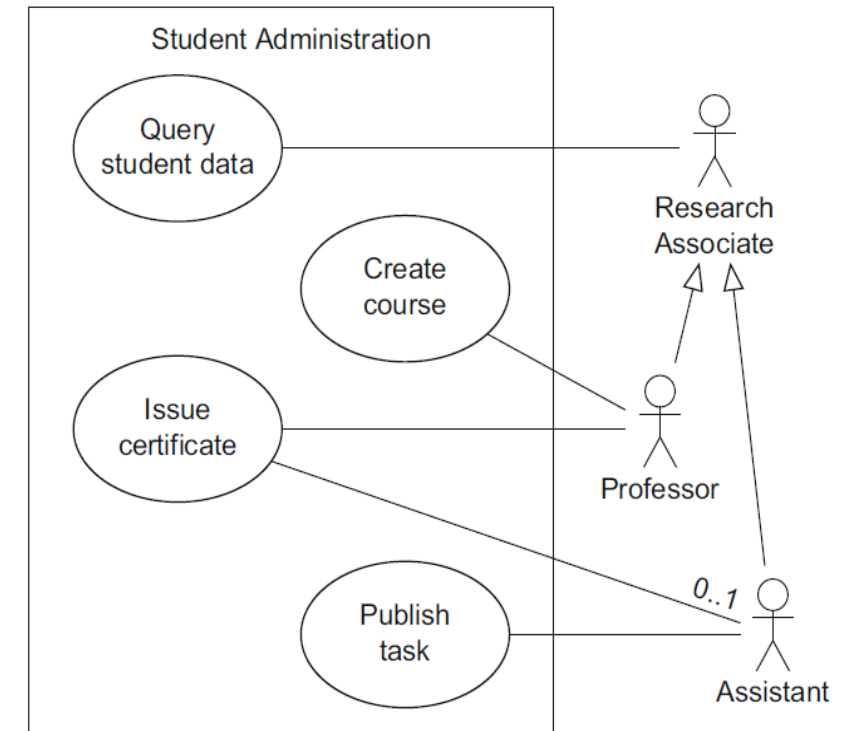 Student Administration
Query
student data
Research
Associate
Create
course
Issue
certificate
Professor
0..1
Publish
task
Assistant